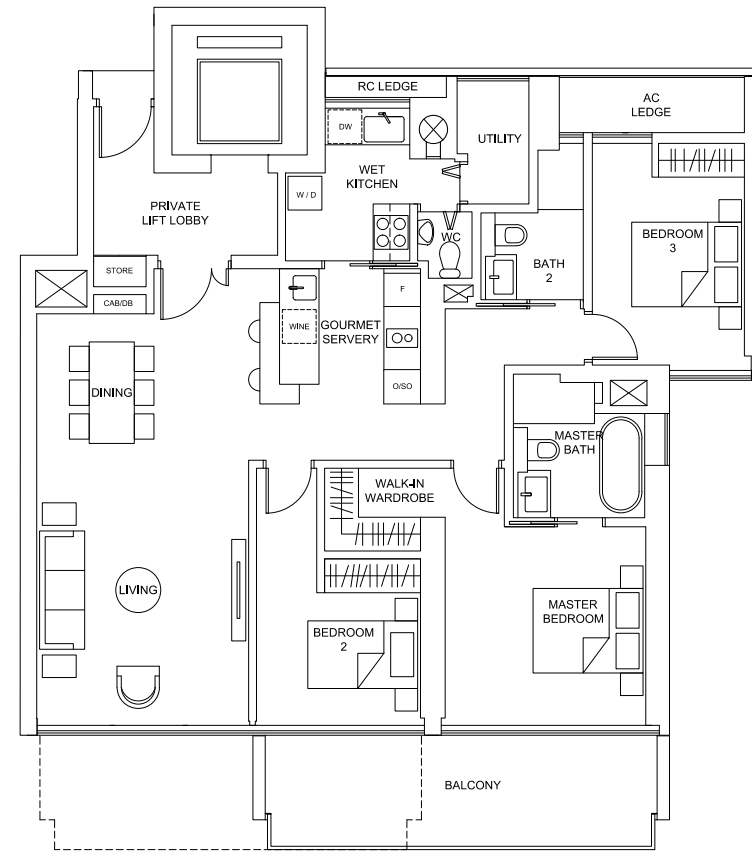 RC LEDGE
AC
LEDGE
DW
UTILITY
WET
KITCHEN
W / D
PRIVATE
LIFT LOBBY
WC
BATH
2
BEDROOM
3
STORE
CAB/DB
F
WINE
GOURMET
SERVERY
O/SO
DINING
MASTER
BATH
WALK-IN
WARDROBE
LIVING
BEDROOM
2
MASTER
BEDROOM
BALCONY